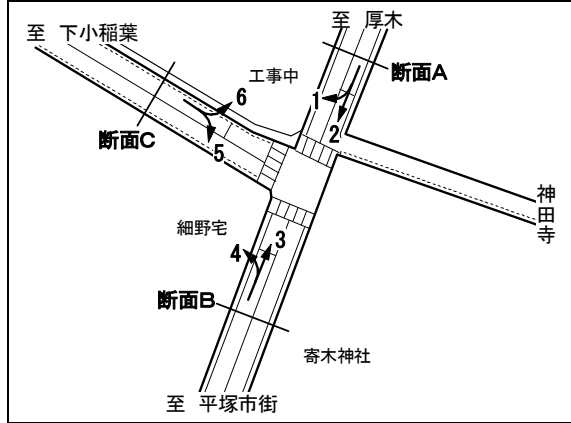 至 厚木
至 下小稲葉
工事中
断面A
6
1
断面C
2
5
神田寺
細野宅
4
3
断面B
寄木神社
至 平塚市街